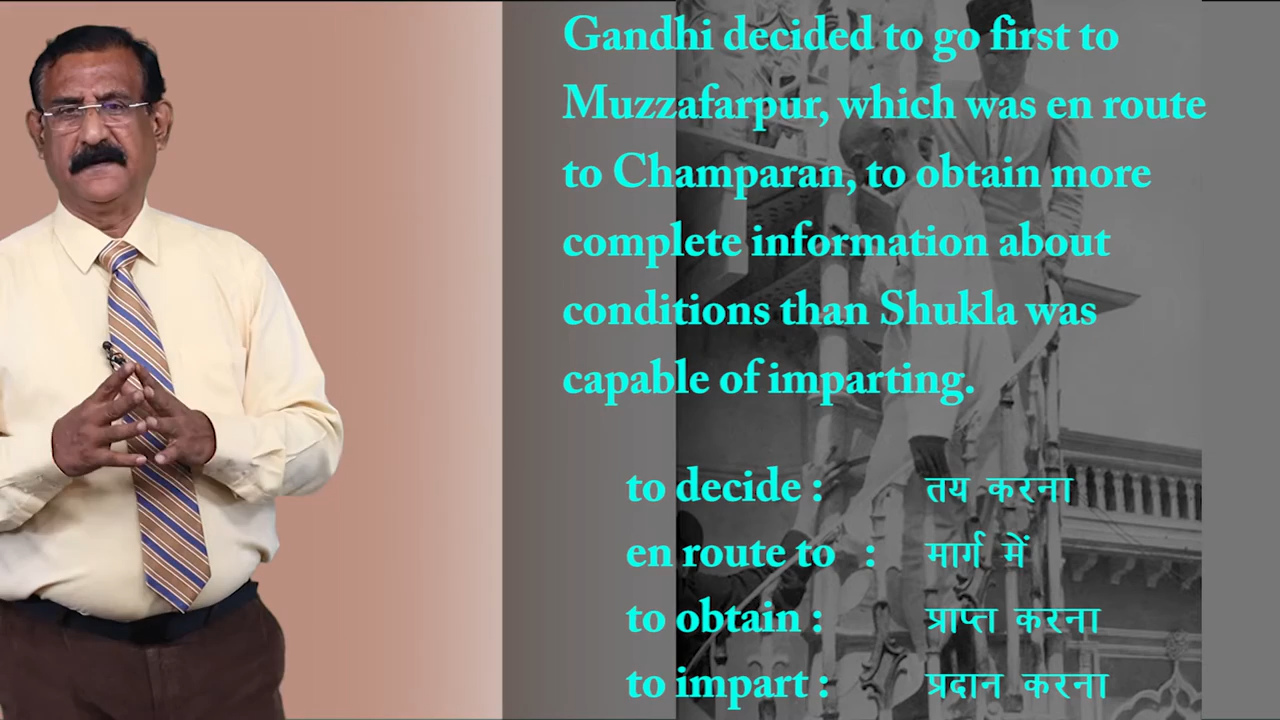 Gandhi decided to go first to
Muzzafarpur, which was en route
to Champaran, to obtain more
complete information about
conditions than Shukla was
capable of imparting.
to decide : तय करना
en route to : मार्ग में
to obtain : प्राप्त करना
to impart : प्रदान करना